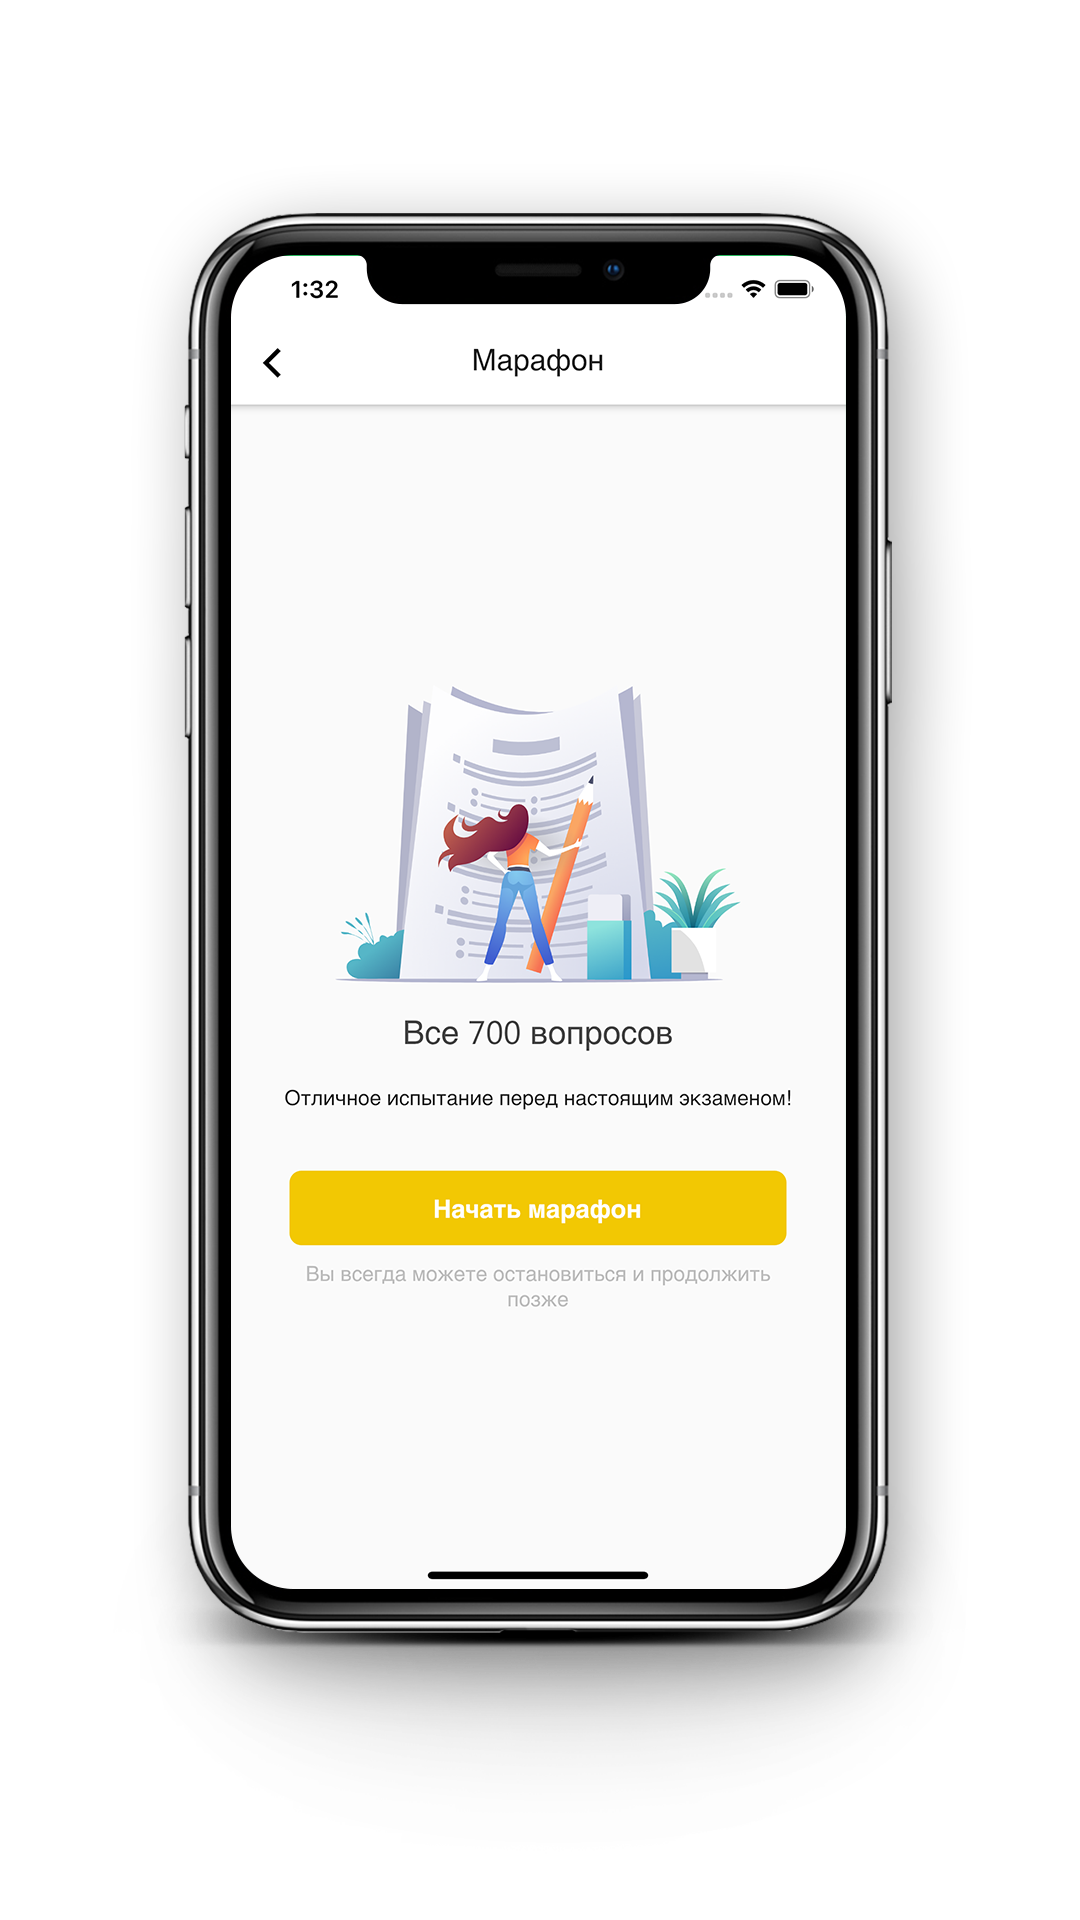 1:32
Марафон
Все 700 вопросов
Отличное испытание перед настоящим экзаменом!
Начать марафон
Вы всегда можете остановиться и продолжить
позже